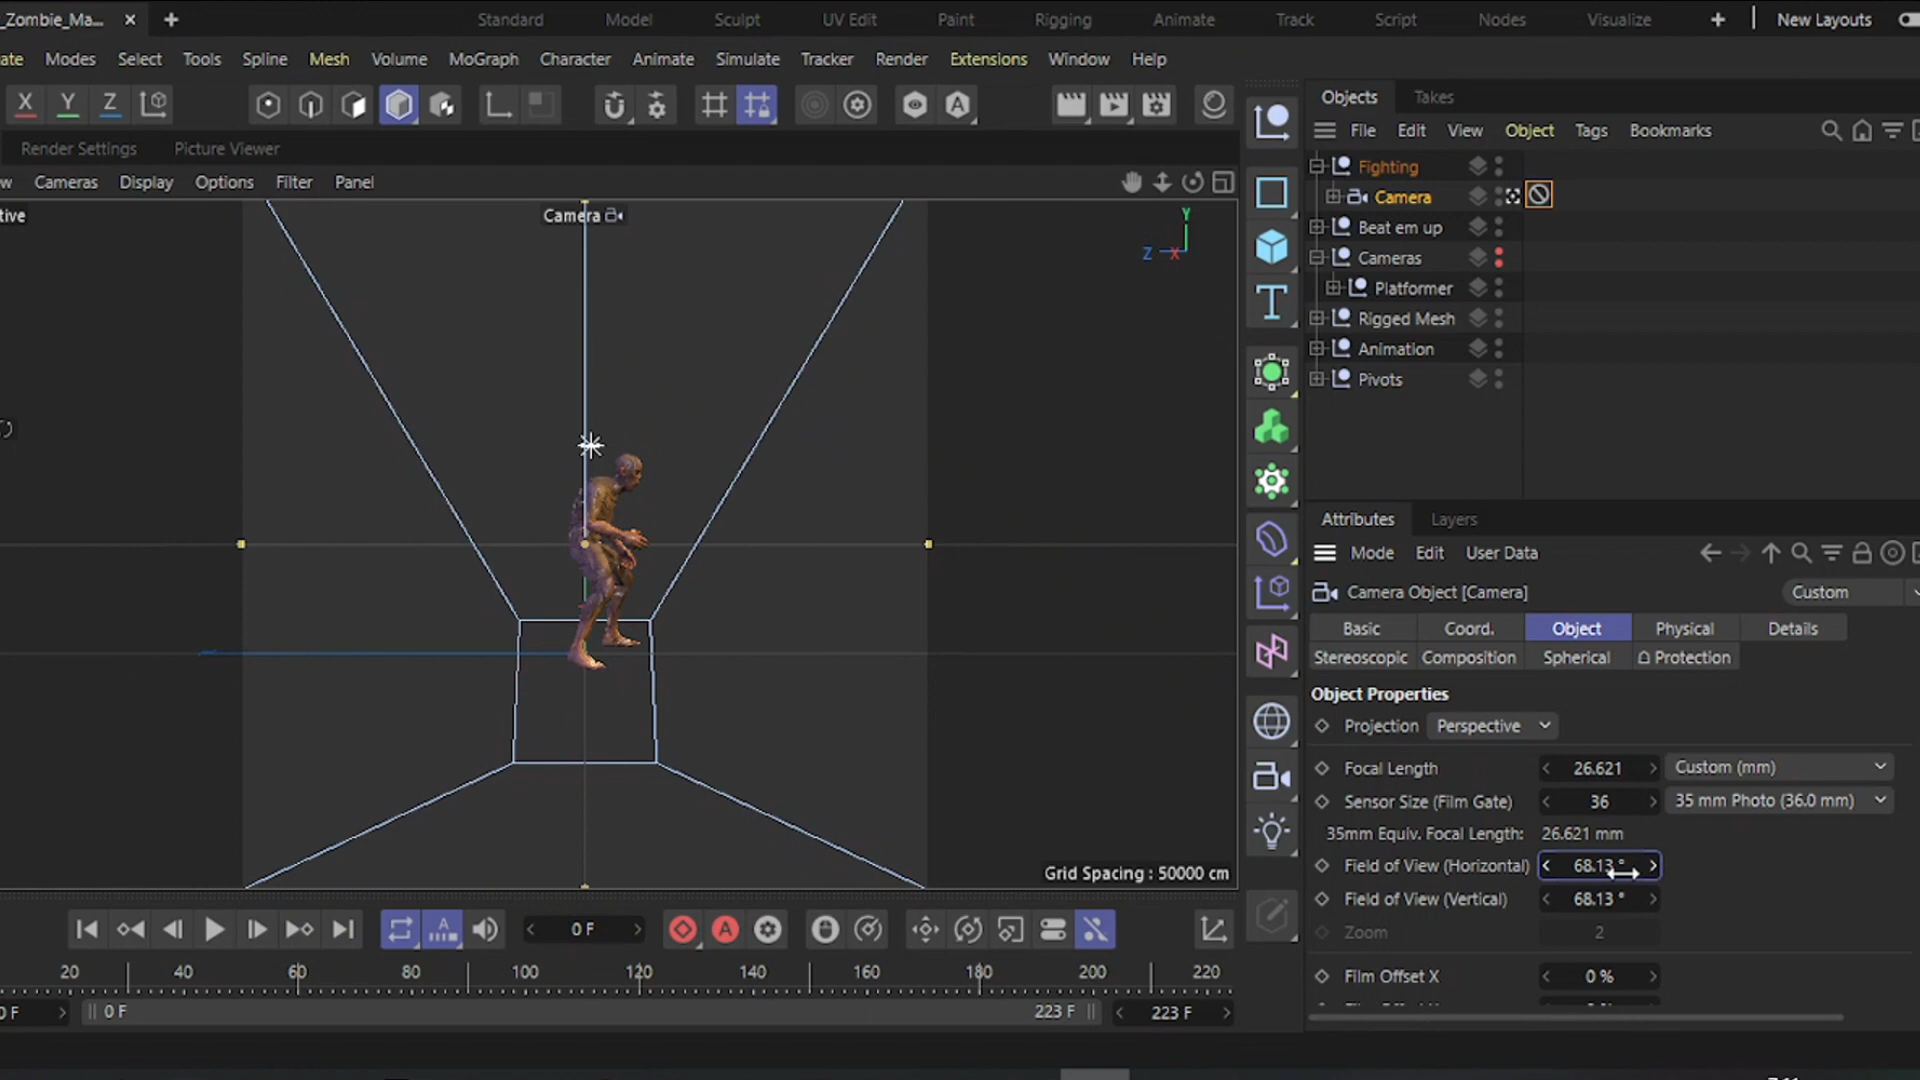 _Zombie_Ma...
Standard
Model
Sculpt
UV Edit
Paint
Rigging
Animate
Track
Script
Nodes
Visualize
New Layouts
ate
Modes
Select
Tools
Spline
Mesh
Volume
MoGraph
Character
Animate
Simulate
Tracker
Render
Extensions
Window
Help
X
Y
Z
A
Render Settings
Picture Viewer
Cameras
Display
Options
Filter
Panel
tive
Camera
Y
Z
X
Grid Spacing : 50000 cm
0 F
A
A
20
40
60
80
100
120
140
160
180
200
220
0 F
0 F
223 F
223 F
T
Objects
Takes
File
Edit
View
Object
Tags
Bookmarks
Fighting
Camera
Beat em up
Cameras
Platformer
Rigged Mesh
Animation
Pivots
Attributes
Layers
Mode
Edit
User Data
Camera Object [Camera]
Custom
Basic
Coord.
Object
Physical
Details
Stereoscopic
Composition
Spherical
Protection
Object Properties
Projection
Perspective
Focal Length
26.621
Custom (mm)
Sensor Size (Film Gate)
36
35 mm Photo (36.0 mm)
35mm Equiv. Focal Length:
26.621 mm
Field of View (Horizontal)
68.13 °
Field of View (Vertical)
68.13 °
Zoom
2
Film Offset X
0 %